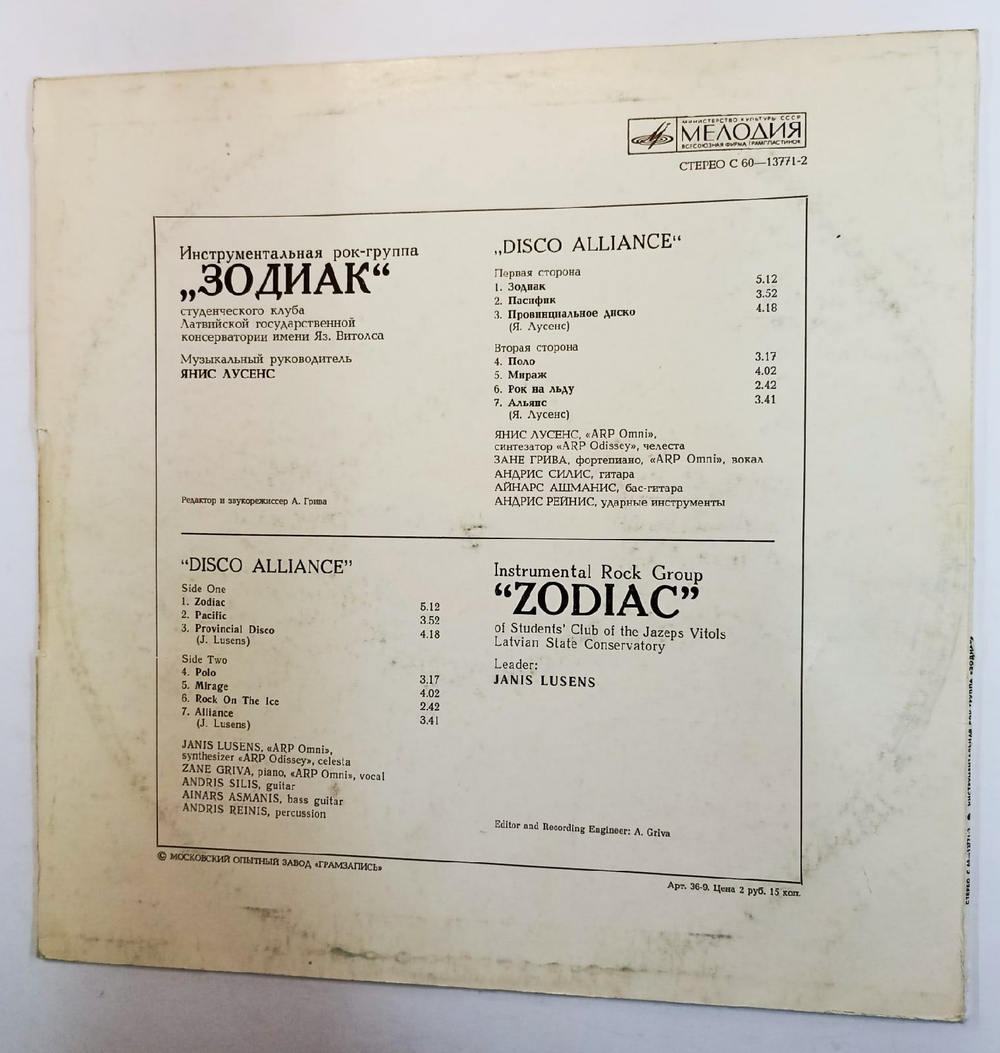 МИНИСТЕРСТВО КУЛЬТУРЫ СССР
МЕЛОДИЯ
ВСЕСОЮЗНАЯ ФИРМА ГРАМПЛАСТИНОК
СТЕРЕО С 60—13771-2
Инструментальная рок-группа
„ЗОДИАК“
студенческого клуба
Латвийской государственной
консерватории имени Яз. Витолса
Музыкальный руководитель
ЯНИС ЛУСЕНС
Редактор и звукорежиссер А. Грива
„DISCO ALLIANCE“
Первая сторона
1. Зодиак 5.12
2. Пасифик 3.52
3. Провинциальное диско 4.18
(Я. Лусенс)
Вторая сторона
4. Поло 3.17
5. Мираж 4.02
6. Рок на льду 2.42
7. Альянс 3.41
(Я. Лусенс)
ЯНИС ЛУСЕНС, «ARP Omni»,
синтезатор «ARP Odissey», челеста
ЗАНЕ ГРИВА, фортепиано, «ARP Omni», вокал
АНДРИС СИЛИС, гитара
АЙНАРС АШМАНИС, бас-гитара
АНДРИС РЕЙНИС, ударные инструменты
“DISCO ALLIANCE”
Side One
1. Zodiac 5.12
2. Pacific 3.52
3. Provincial Disco 4.18
(J. Lusens)
Side Two
4. Polo 3.17
5. Mirage 4.02
6. Rock On The Ice 2.42
7. Alliance 3.41
(J. Lusens)
JANIS LUSENS, «ARP Omni»,
synthesizer «ARP Odissey», celesta
ZANE GRIVA, piano, «ARP Omni», vocal
ANDRIS SILIS, guitar
AINARS ASMANIS, bass guitar
ANDRIS REINIS, percussion
Instrumental Rock Group
“ZODIAC”
of Students’ Club of the Jazeps Vitols
Latvian State Conservatory
Leader:
JANIS LUSENS
Editor and Recording Engineer: A. Griva
© МОСКОВСКИЙ ОПЫТНЫЙ ЗАВОД «ГРАМЗАПИСЬ»
Арт. 36-9. Цена 2 руб. 15 коп.